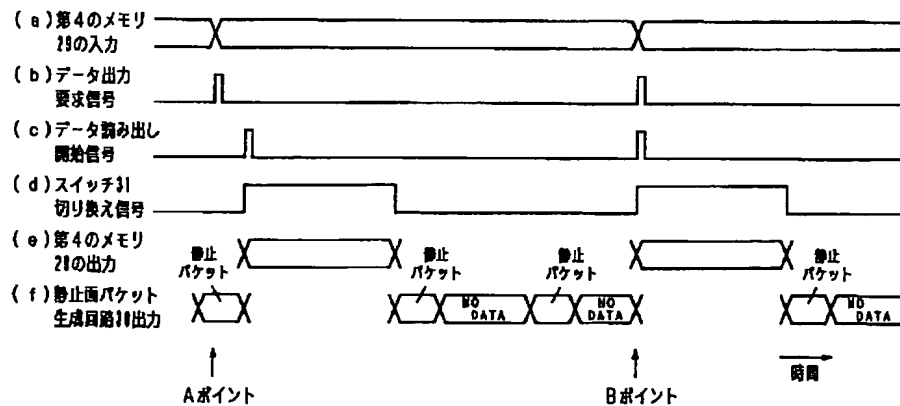 (a)第4のメモリ
29の入力
(b)データ出力
要求信号
(c)データ読み出し
開始信号
(d)スイッチ31
切り換え信号
(e)第4のメモリ
28の出力
静止
パケット
静止
パケット
静止
パケット
静止
パケット
(f)静止画パケット
生成回路30出力
NO
DATA
NO
DATA
NO
DATA
Aポイント
Bポイント
時間